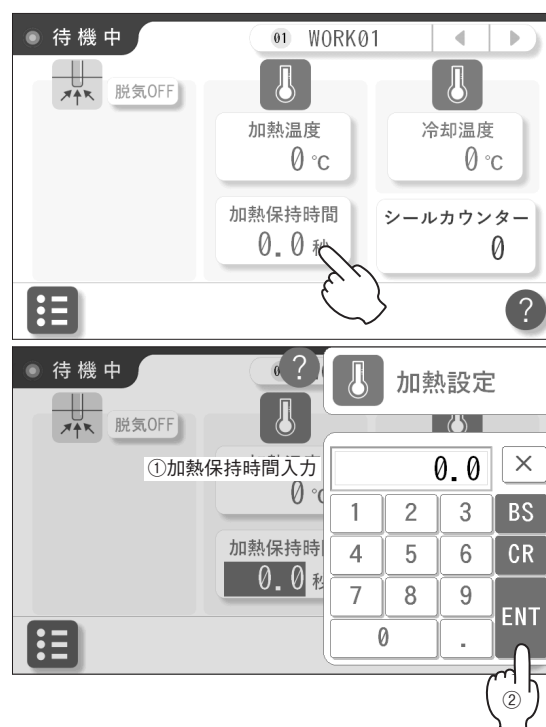 待機中
01 WORK01
脱気OFF
加熱温度
0 ℃
冷却温度
0 ℃
加熱保持時間
0.0 秒
シールカウンター
0
?
待機中
0
?
加熱設定
脱気OFF
①加熱保持時間入力
0.0
×
0
1 2 3 BS
加熱保持時
4 5 6 CR
0.0
7 8 9
ENT
0 .
②